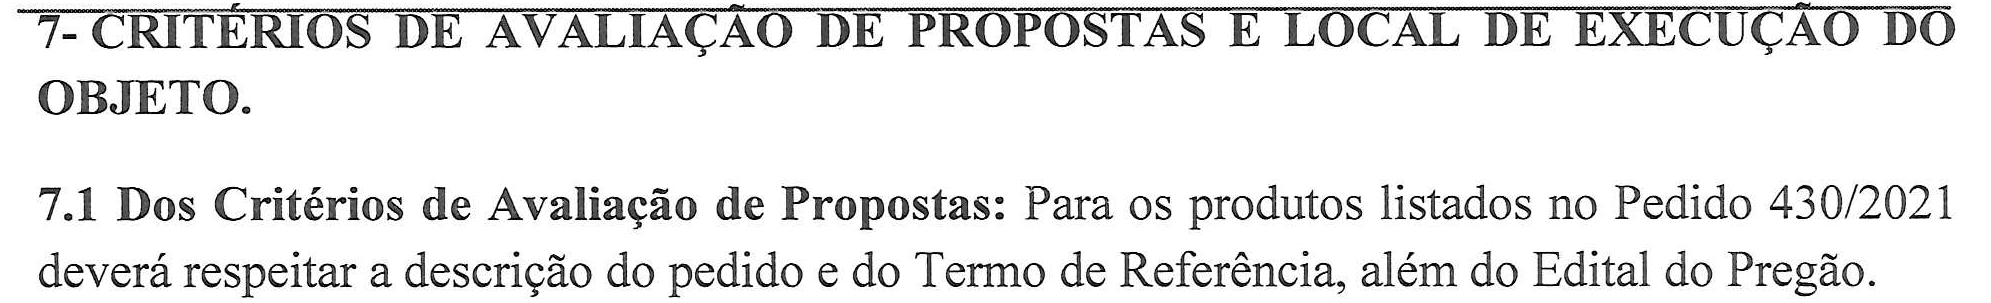 7- CRITÉRIOS DE AVALIAÇÃO DE PROPOSTAS E LOCAL DE EXECUÇÃO DO
OBJETO.
7.1 Dos Critérios de Avaliação de Propostas: Para os produtos listados no Pedido 430/2021
deverá respeitar a descrição do pedido e do Termo de Referência, além do Edital do Pregão.